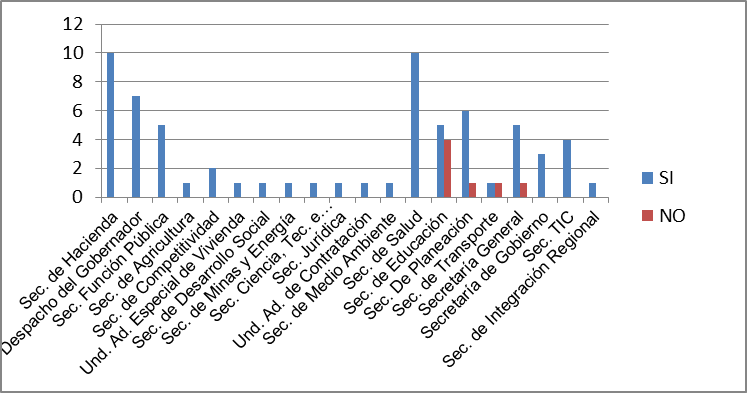 12
10
8
6
4
2
0
Sec. de Hacienda
Despacho del Gobernador
Sec. Función Pública
Sec. de Agricultura
Sec. de Competitividad
Und. Ad. Especial de Vivienda
Sec. de Desarrollo Social
Sec. de Minas y Energía
Sec. Ciencia, Tec. e…
Sec. Jurídica
Und. Ad. de Contratación
Sec. de Medio Ambiente
Sec. de Salud
Sec. de Educación
Sec. De Planeación
Sec. de Transporte
Secretaría General
Secretaría de Gobierno
Sec. TIC
Sec. de Integración Regional
SI
NO